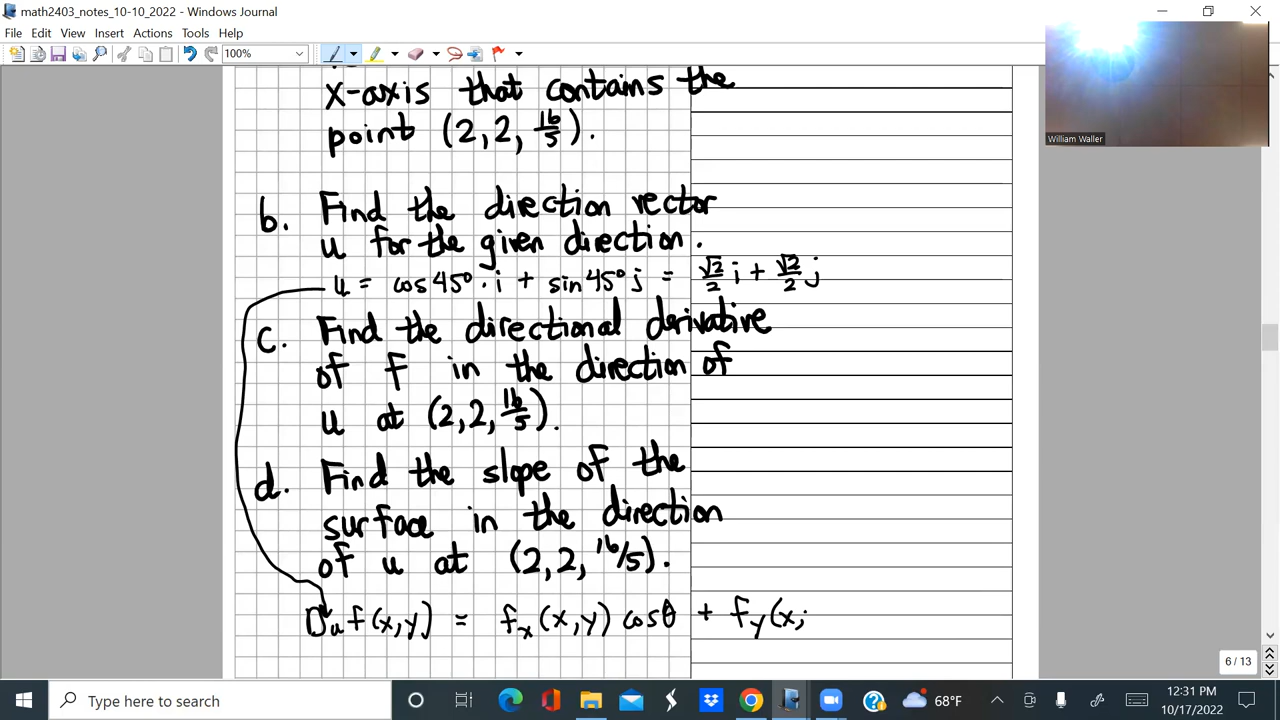 math2403_notes_10-10_2022 - Windows Journal
File Edit View Insert Actions Tools Help
100%
William Waller
x-axis that contains the
point (2, 2, 16/5).
b. Find the direction vector
u for the given direction.
u = cos 45° · i + sin 45° j = √2/2 i + √2/2 j
c. Find the directional derivative
of f in the direction of
u at (2, 2, 16/5).
d. Find the slope of the
surface in the direction
of u at (2, 2, 16/5).
D_u f(x,y) = f_x (x,y) cosθ + f_y (x,
6 / 13
Type here to search
68°F
12:31 PM
10/17/2022